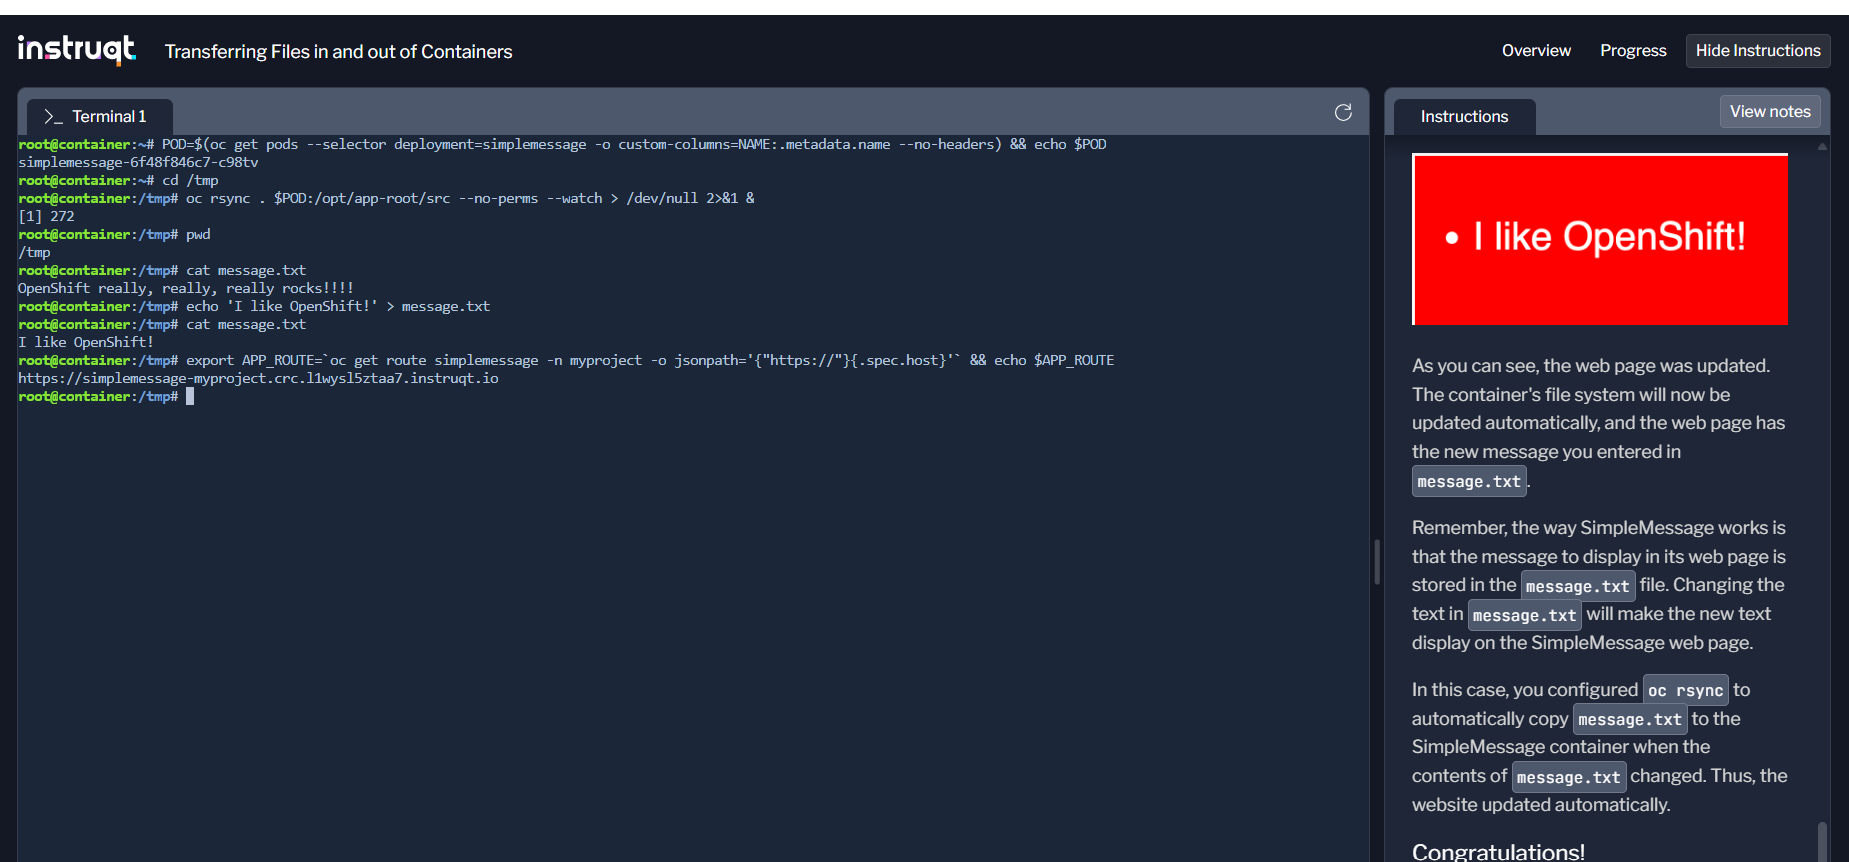 instruqt
Transferring Files in and out of Containers
Overview
Progress
Hide Instructions
>_ Terminal 1
root@container:~# POD=$(oc get pods --selector deployment=simplemessage -o custom-columns=NAME:.metadata.name --no-headers) && echo $POD
simplemessage-6f48f846c7-c98tv
root@container:~# cd /tmp
root@container:/tmp# oc rsync . $POD:/opt/app-root/src --no-perms --watch > /dev/null 2>&1 &
[1] 272
root@container:/tmp# pwd
/tmp
root@container:/tmp# cat message.txt
OpenShift really, really, really rocks!!!!
root@container:/tmp# echo 'I like OpenShift!' > message.txt
root@container:/tmp# cat message.txt
I like OpenShift!
root@container:/tmp# export APP_ROUTE=`oc get route simplemessage -n myproject -o jsonpath='{"https://"}{.spec.host}'` && echo $APP_ROUTE
https://simplemessage-myproject.crc.l1wysl5ztaa7.instruqt.io
root@container:/tmp#
Instructions
View notes
• I like OpenShift!
As you can see, the web page was updated.
The container's file system will now be
updated automatically, and the web page has
the new message you entered in
message.txt.
Remember, the way SimpleMessage works is
that the message to display in its web page is
stored in the message.txt file. Changing the
text in message.txt will make the new text
display on the SimpleMessage web page.
In this case, you configured oc rsync to
automatically copy message.txt to the
SimpleMessage container when the
contents of message.txt changed. Thus, the
website updated automatically.
Congratulations!